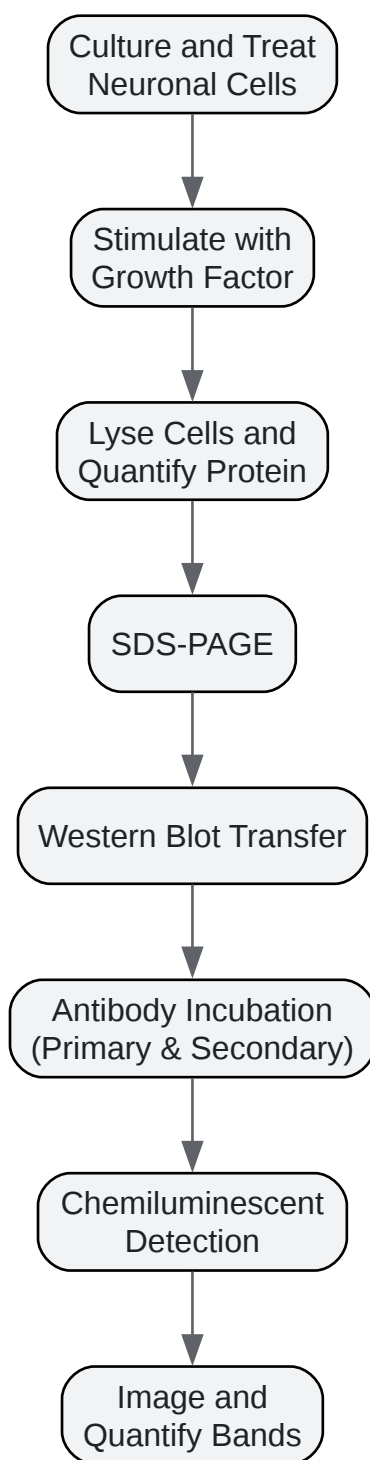 Culture and Treat
Neuronal Cells
Stimulate with
Growth Factor
Lyse Cells and
Quantify Protein
SDS-PAGE
Western Blot Transfer
Antibody Incubation
(Primary & Secondary)
Chemiluminescent
Detection
Image and
Quantify Bands